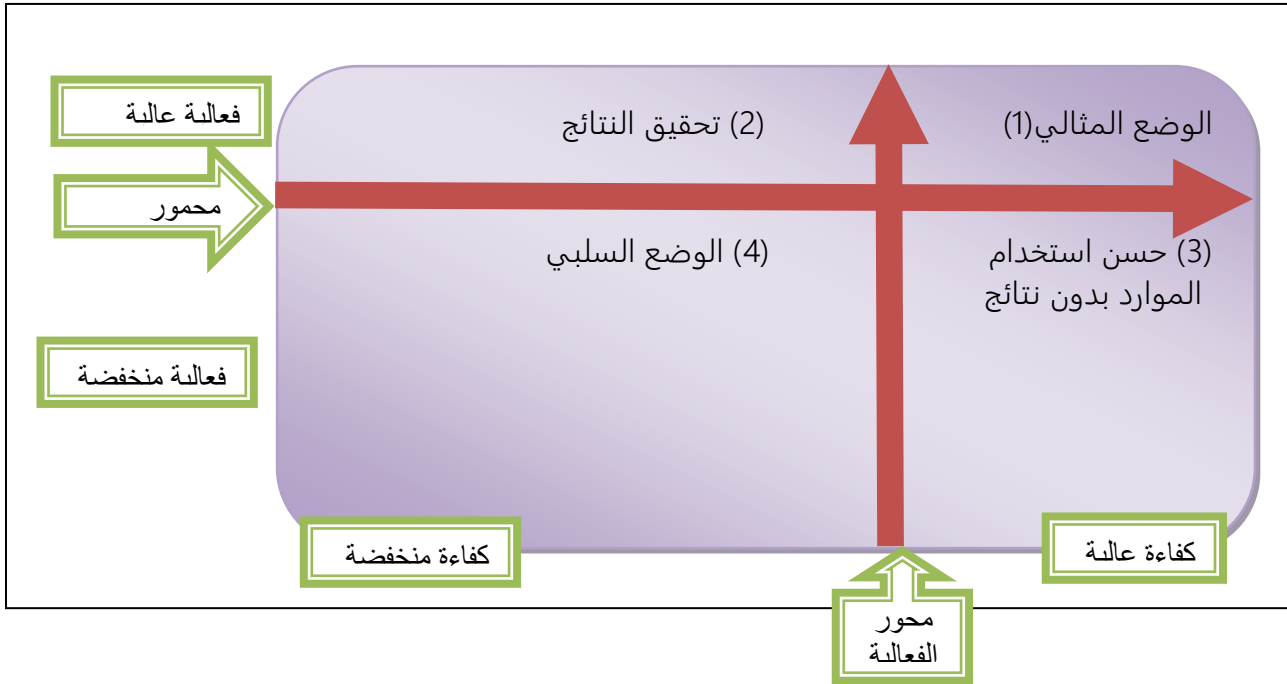 فعالية عالية
الوضع المثالي(1)
(2) تحقيق النتائج
محمور
(3) حسن استخدام
الموارد بدون نتائج
(4) الوضع السلبي
فعالية منخفضة
كفاءة عالية
كفاءة منخفضة
محور
الفعالية